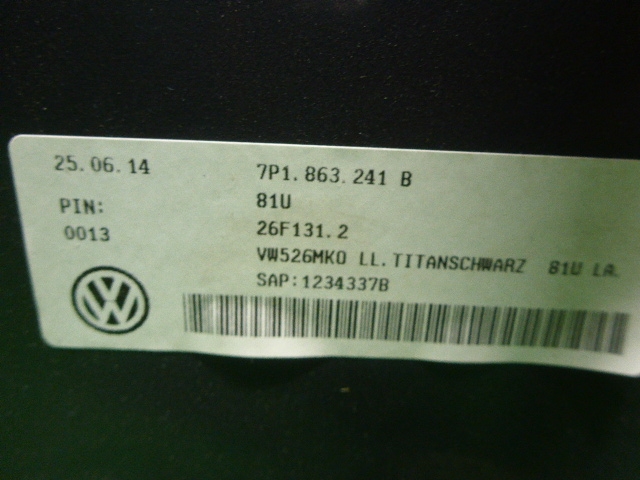 25.06.14
7P1.863.241 B
PIN:
81U
0013
26F131.2
VW526MKO LL.TITANSCHWARZ 81U LA.
SAP:1234337B